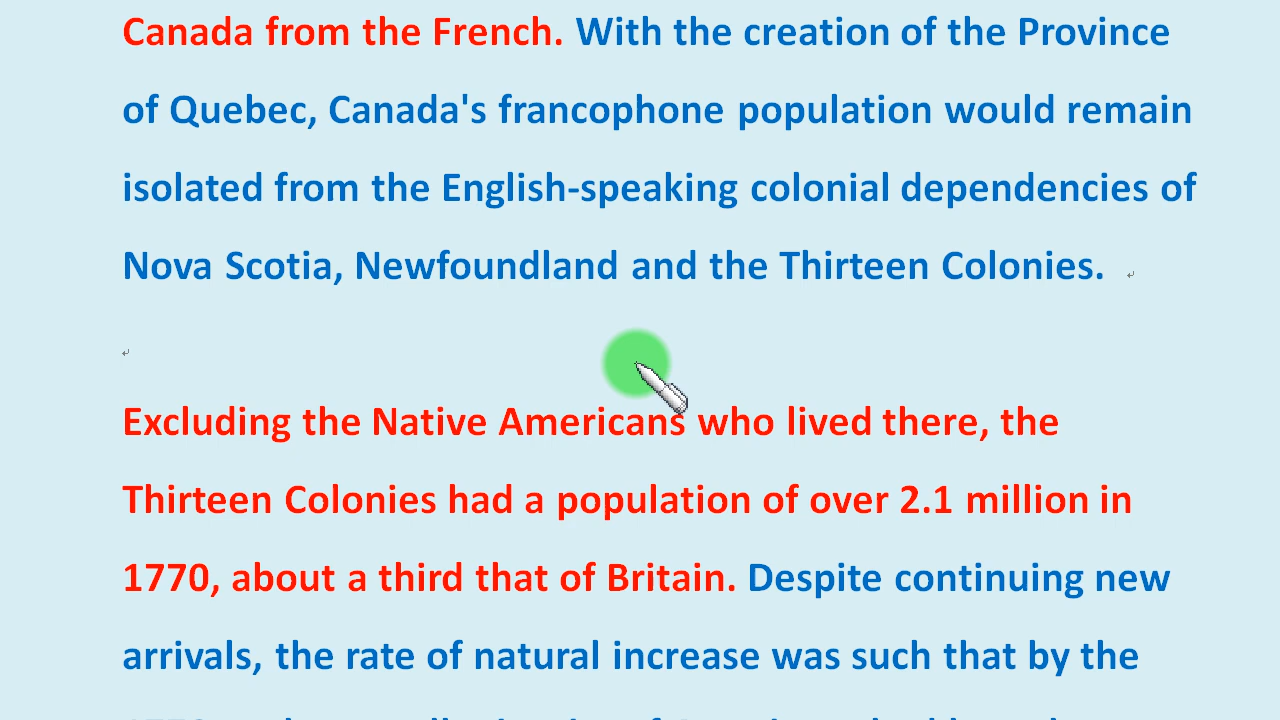 Canada from the French. With the creation of the Province
of Quebec, Canada's francophone population would remain
isolated from the English-speaking colonial dependencies of
Nova Scotia, Newfoundland and the Thirteen Colonies.
Excluding the Native Americans who lived there, the
Thirteen Colonies had a population of over 2.1 million in
1770, about a third that of Britain. Despite continuing new
arrivals, the rate of natural increase was such that by the